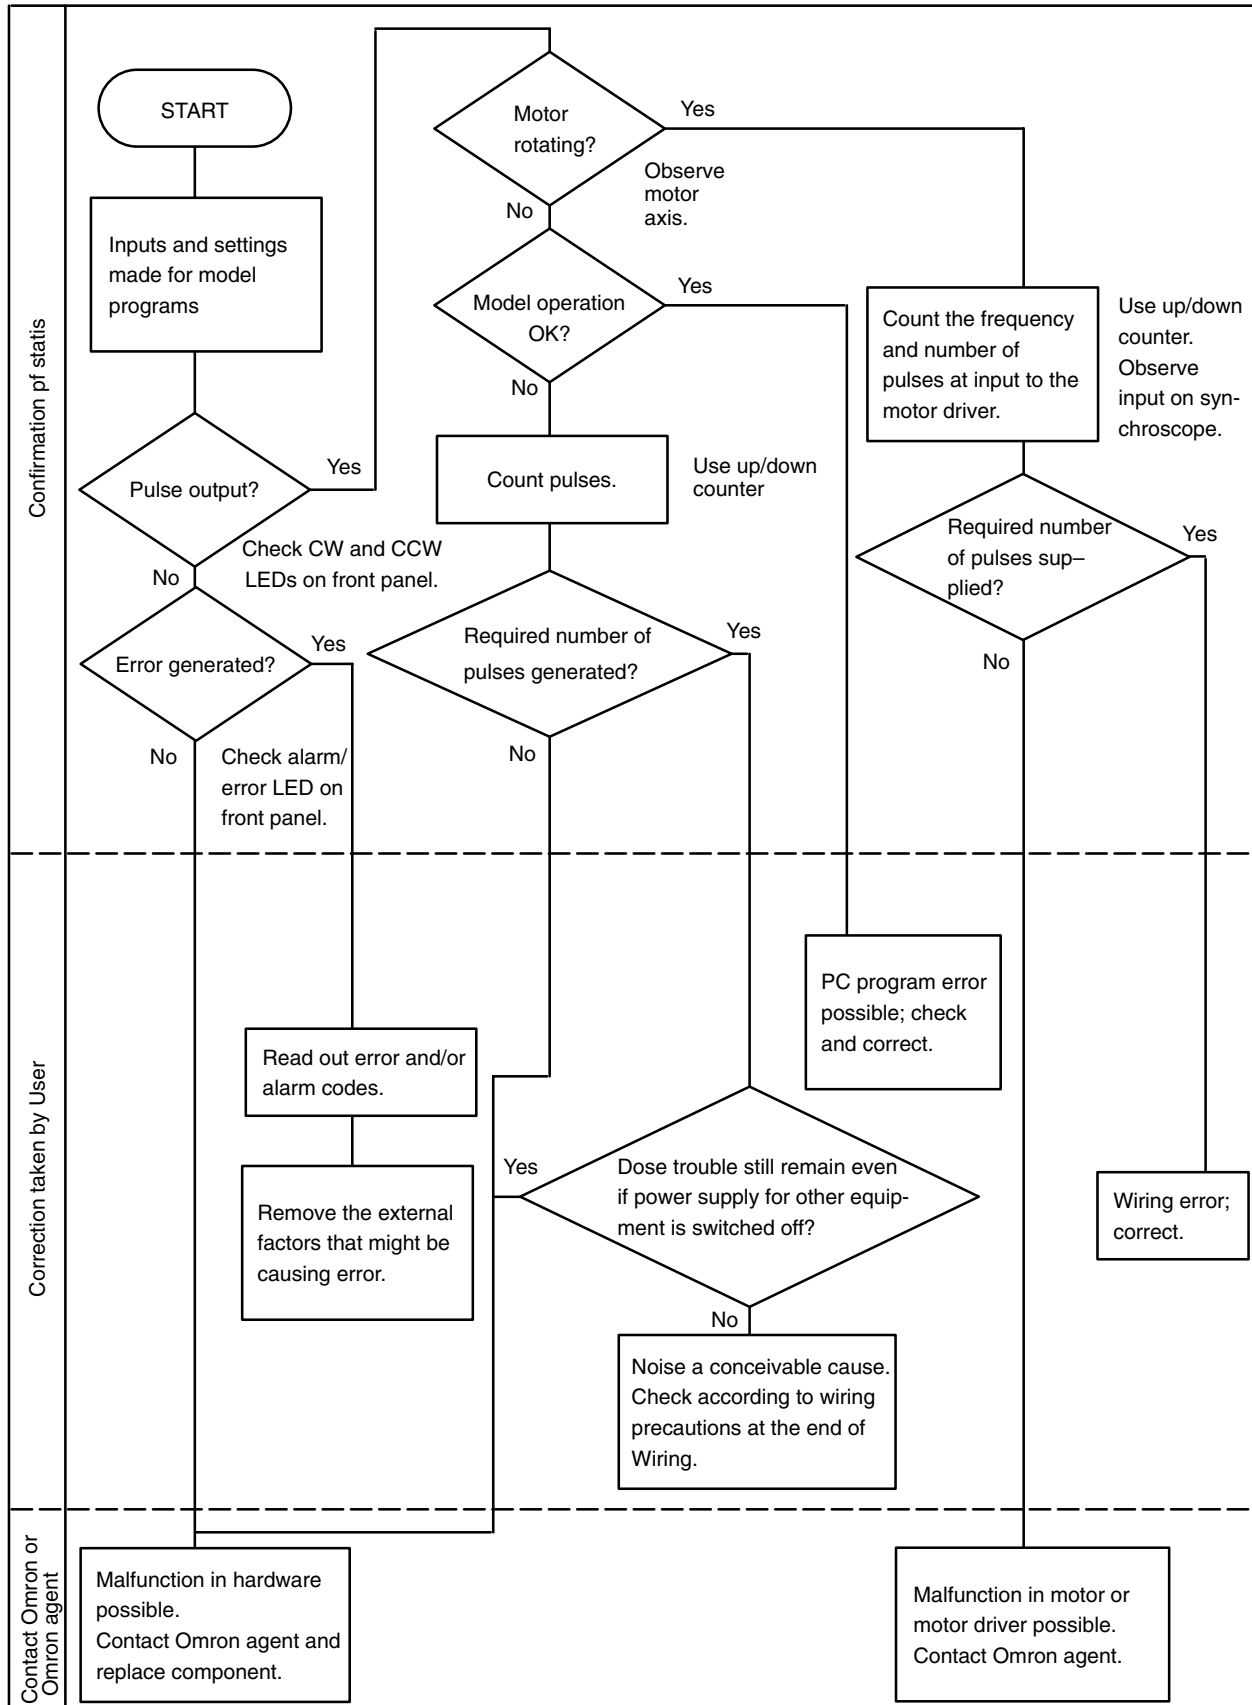 Confirmation pf statis
START
Inputs and settings
made for model
programs
Pulse output?
Yes
Check CW and CCW
LEDs on front panel.
No
Error generated?
Yes
No
Check alarm/
error LED on
front panel.
Motor
rotating?
Yes
Observe
motor
axis.
No
Model operation
OK?
Yes
No
Count pulses.
Use up/down
counter
Required number of
pulses generated?
Yes
No
Count the frequency
and number of
pulses at input to the
motor driver.
Use up/down
counter.
Observe
input on syn-
chroscope.
Required number
of pulses sup–
plied?
Yes
No
Correction taken by User
Read out error and/or
alarm codes.
Remove the external
factors that might be
causing error.
PC program error
possible; check
and correct.
Yes
Dose trouble still remain even
if power supply for other equip-
ment is switched off?
No
Noise a conceivable cause.
Check according to wiring
precautions at the end of
Wiring.
Wiring error;
correct.
Contact Omron or
Omron agent
Malfunction in hardware
possible.
Contact Omron agent and
replace component.
Malfunction in motor or
motor driver possible.
Contact Omron agent.